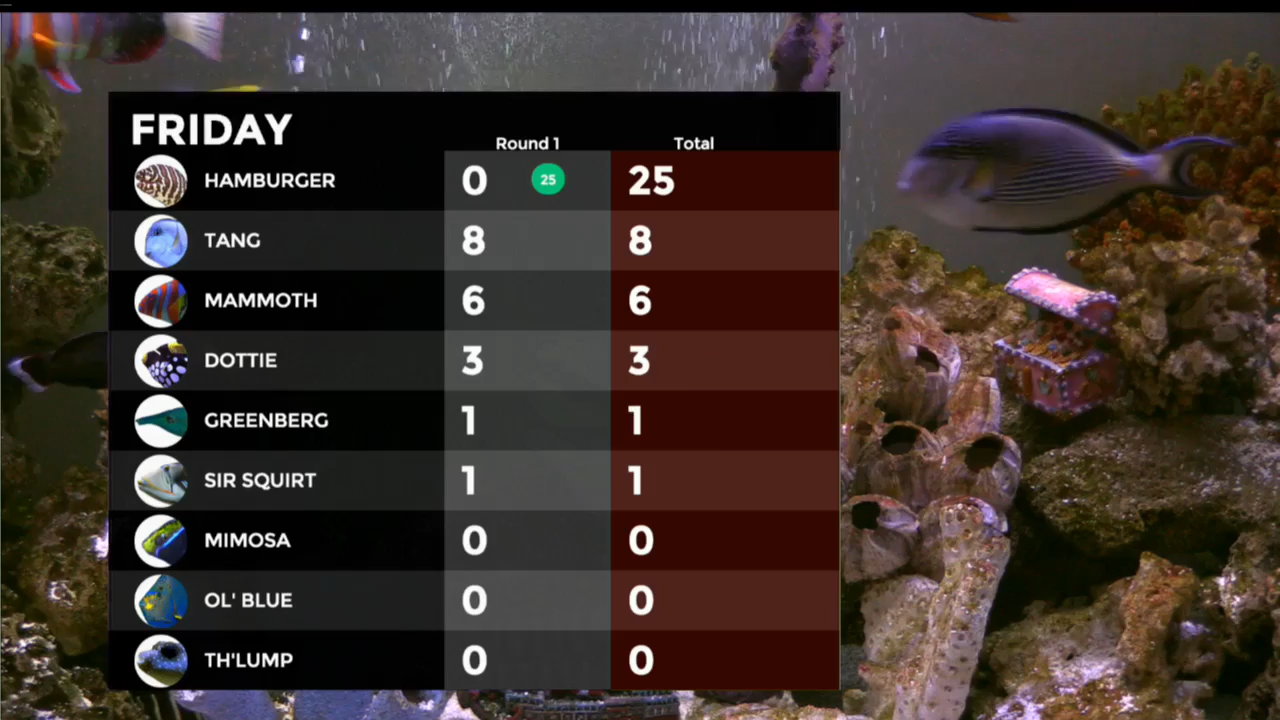 FRIDAY
Round 1 Total
HAMBURGER 0 25 25
TANG 8 8
MAMMOTH 6 6
DOTTIE 3 3
GREENBERG 1 1
SIR SQUIRT 1 1
MIMOSA 0 0
OL' BLUE 0 0
TH'LUMP 0 0